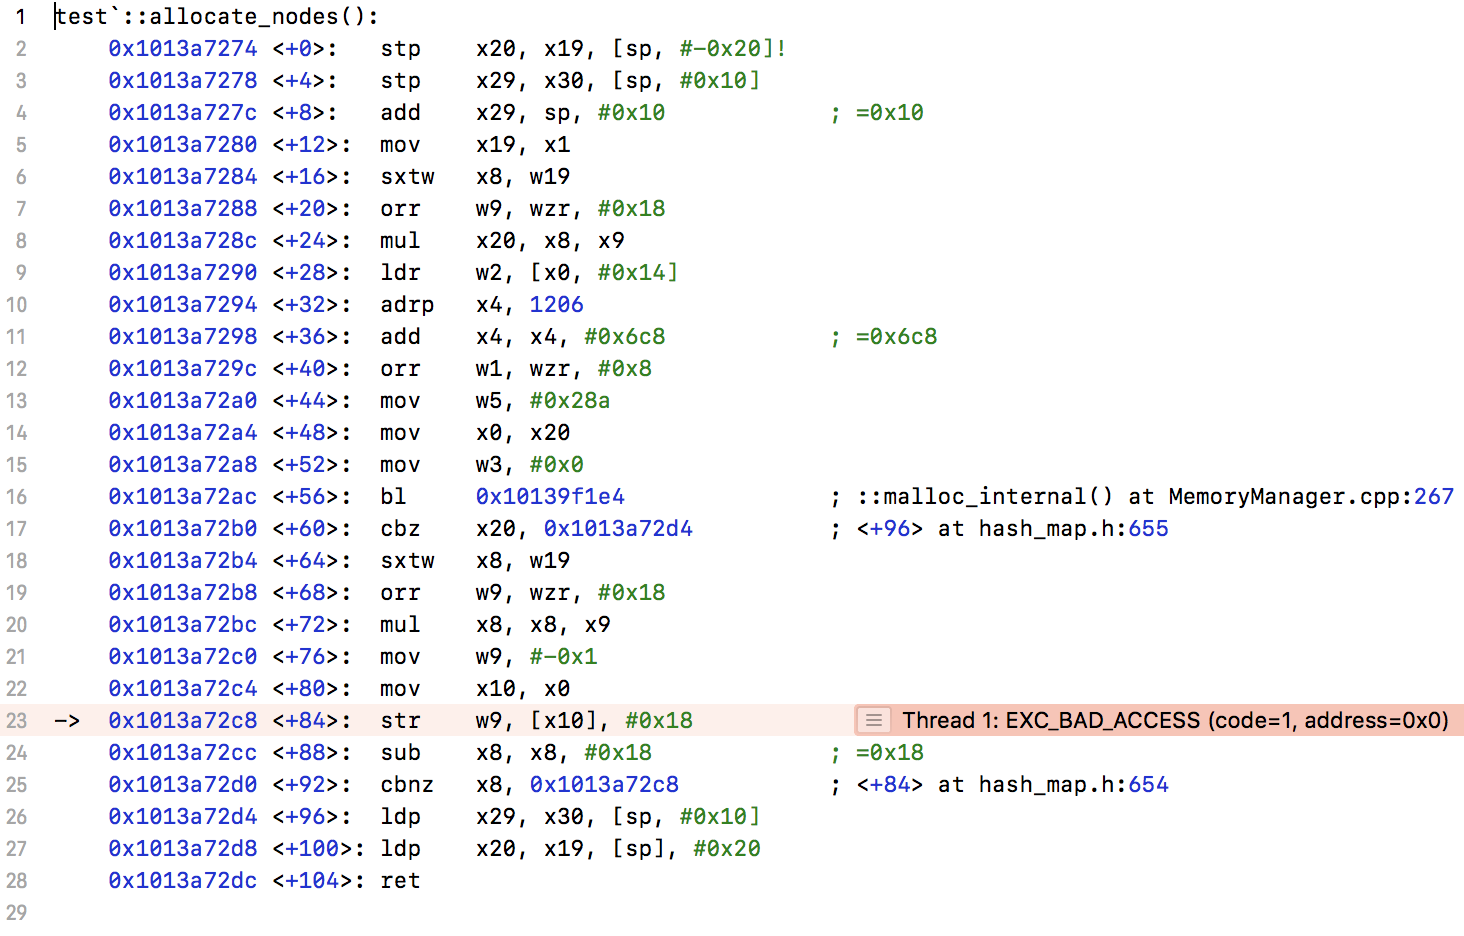 1 test`::allocate_nodes():
2 0x1013a7274 <+0>: stp x20, x19, [sp, #-0x20]!
3 0x1013a7278 <+4>: stp x29, x30, [sp, #0x10]
4 0x1013a727c <+8>: add x29, sp, #0x10 ; =0x10
5 0x1013a7280 <+12>: mov x19, x1
6 0x1013a7284 <+16>: sxtw x8, w19
7 0x1013a7288 <+20>: orr w9, wzr, #0x18
8 0x1013a728c <+24>: mul x20, x8, x9
9 0x1013a7290 <+28>: ldr w2, [x0, #0x14]
10 0x1013a7294 <+32>: adrp x4, 1206
11 0x1013a7298 <+36>: add x4, x4, #0x6c8 ; =0x6c8
12 0x1013a729c <+40>: orr w1, wzr, #0x8
13 0x1013a72a0 <+44>: mov w5, #0x28a
14 0x1013a72a4 <+48>: mov x0, x20
15 0x1013a72a8 <+52>: mov w3, #0x0
16 0x1013a72ac <+56>: bl 0x10139f1e4 ; ::malloc_internal() at MemoryManager.cpp:267
17 0x1013a72b0 <+60>: cbz x20, 0x1013a72d4 ; <+96> at hash_map.h:655
18 0x1013a72b4 <+64>: sxtw x8, w19
19 0x1013a72b8 <+68>: orr w9, wzr, #0x18
20 0x1013a72bc <+72>: mul x8, x8, x9
21 0x1013a72c0 <+76>: mov w9, #-0x1
22 0x1013a72c4 <+80>: mov x10, x0
23 -> 0x1013a72c8 <+84>: str w9, [x10], #0x18 Thread 1: EXC_BAD_ACCESS (code=1, address=0x0)
24 0x1013a72cc <+88>: sub x8, x8, #0x18 ; =0x18
25 0x1013a72d0 <+92>: cbnz x8, 0x1013a72c8 ; <+84> at hash_map.h:654
26 0x1013a72d4 <+96>: ldp x29, x30, [sp, #0x10]
27 0x1013a72d8 <+100>: ldp x20, x19, [sp], #0x20
28 0x1013a72dc <+104>: ret
29